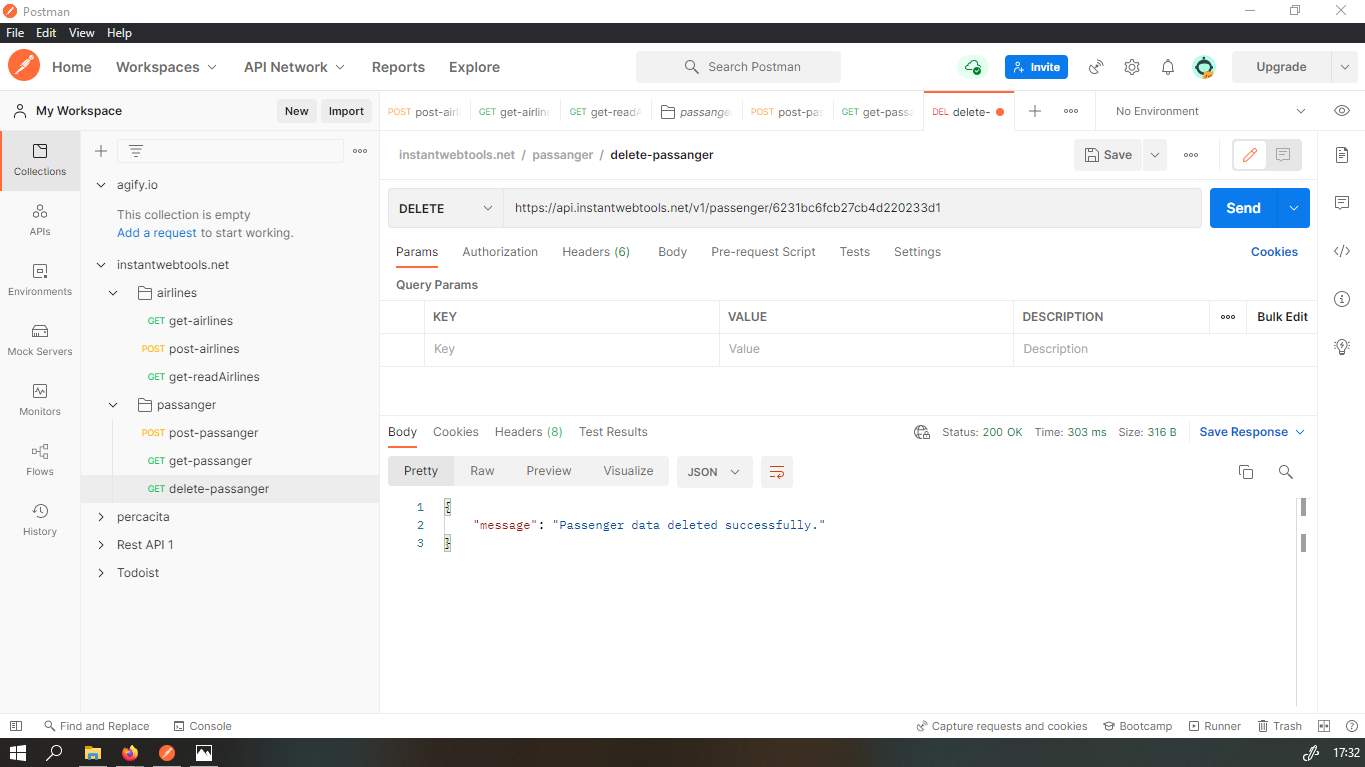 Postman
File Edit View Help
Home Workspaces API Network Reports Explore Search Postman Invite Upgrade
My Workspace New Import
POST post-airl GET get-airline GET get-readA passanger POST post-pas GET get-passa DEL delete- No Environment
Collections
APIs
Environments
Mock Servers
Monitors
Flows
History
agify.io
This collection is empty
Add a request to start working.
instantwebtools.net
airlines
GET get-airlines
POST post-airlines
GET get-readAirlines
passanger
POST post-passanger
GET get-passanger
GET delete-passanger
percacita
Rest API 1
Todoist
instantwebtools.net / passanger / delete-passanger Save
DELETE https://api.instantwebtools.net/v1/passenger/6231bc6fcb27cb4d220233d1 Send
Params Authorization Headers (6) Body Pre-request Script Tests Settings Cookies
Query Params
KEY VALUE DESCRIPTION Bulk Edit
Key Value Description
Body Cookies Headers (8) Test Results Status: 200 OK Time: 303 ms Size: 316 B Save Response
Pretty Raw Preview Visualize JSON
1 {
2 "message": "Passenger data deleted successfully."
3 }
Find and Replace Console Capture requests and cookies Bootcamp Runner Trash
17:32